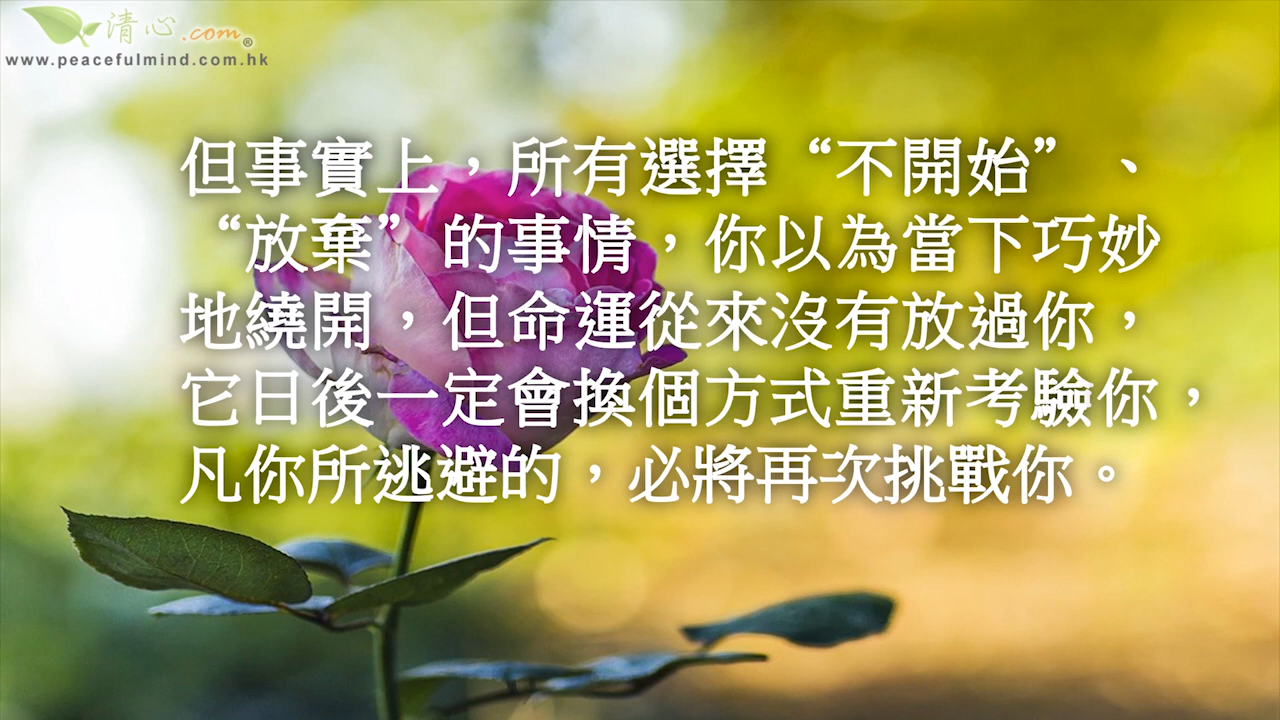 清心.com®
www.peacefulmind.com.hk
但事實上，所有選擇“不開始”、
“放棄”的事情，你以為當下巧妙
地繞開，但命運從來沒有放過你，
它日後一定會換個方式重新考驗你，
凡你所逃避的，必將再次挑戰你。